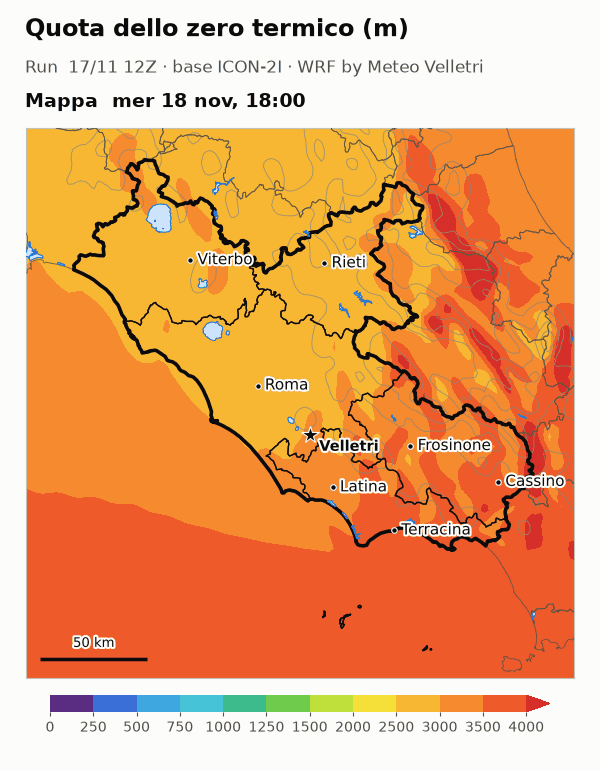 Quota dello zero termico (m)
Run  17/11 12Z · base ICON-2I · WRF by Meteo Velletri
Mappa  mer 18 nov, 18:00
Viterbo
Rieti
Roma
Velletri
Frosinone
Cassino
Latina
Terracina
50 km
0 250 500 750 1000 1250 1500 2000 2500 3000 3500 4000